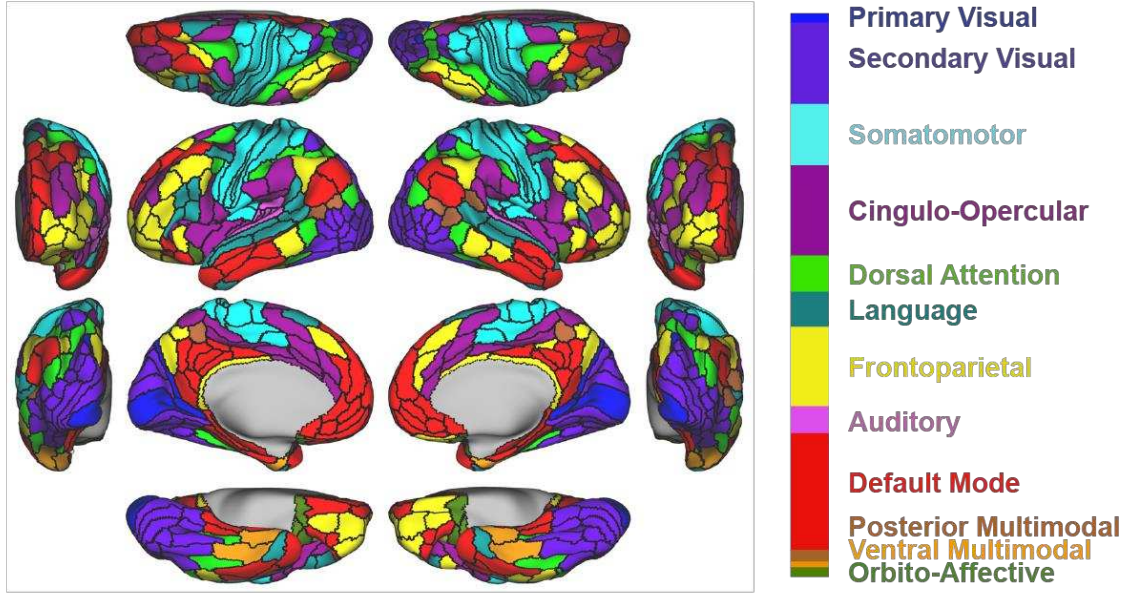 Primary Visual
Secondary Visual
Somatomotor
Cingulo-Opercular
Dorsal Attention
Language
Frontoparietal
Auditory
Default Mode
Posterior Multimodal
Ventral Multimodal
Orbito-Affective